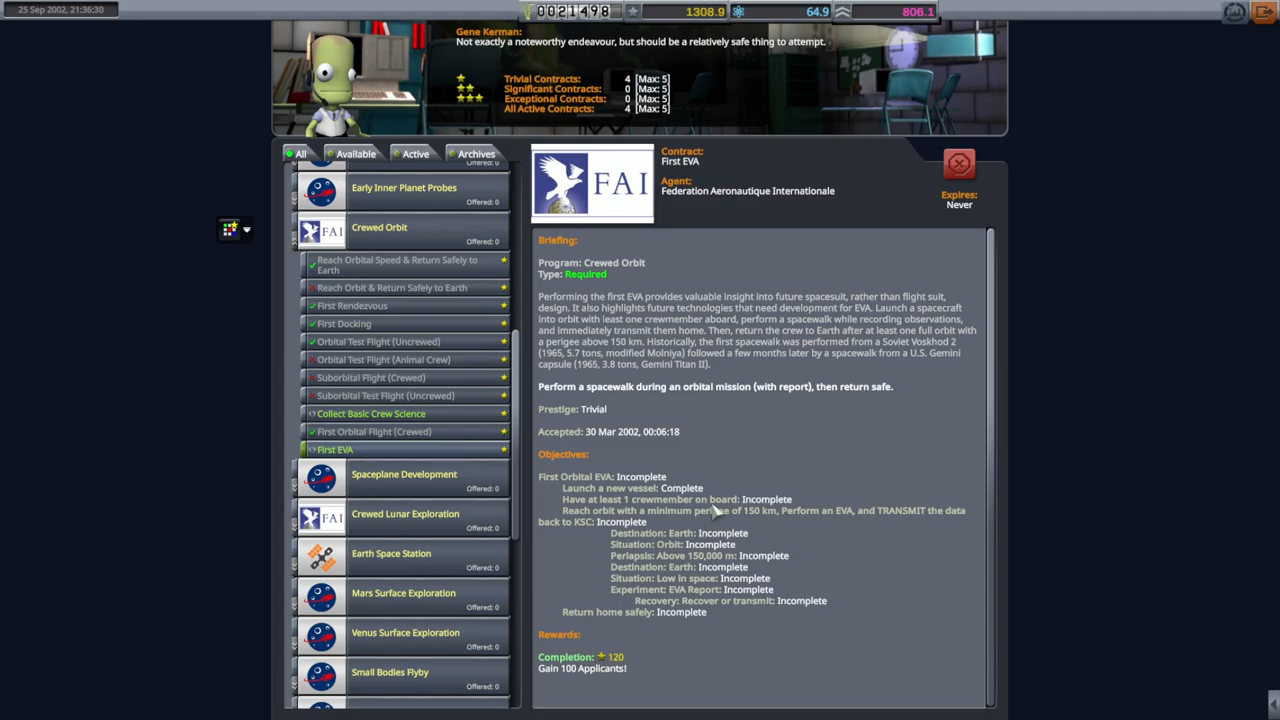 25 Sep 2002, 21:36:30
0021498
1308.9
64.9
806.1
Gene Kerman:
Not exactly a noteworthy endeavour, but should be a relatively safe thing to attempt.
Trivial Contracts: 4 [Max: 5]
Significant Contracts: 0 [Max: 5]
Exceptional Contracts: 0 [Max: 5]
All Active Contracts: 4 [Max: 5]
All
Available
Active
Archives
Offered: 0
Early Inner Planet Probes
Offered: 0
FAI
Crewed Orbit
Offered: 0
Reach Orbital Speed & Return Safely to
Earth
Reach Orbit & Return Safely to Earth
First Rendezvous
First Docking
Orbital Test Flight (Uncrewed)
Orbital Test Flight (Animal Crew)
Suborbital Flight (Crewed)
Suborbital Test Flight (Uncrewed)
Collect Basic Crew Science
First Orbital Flight (Crewed)
First EVA
Spaceplane Development
Offered: 0
FAI
Crewed Lunar Exploration
Offered: 0
Earth Space Station
Offered: 0
Mars Surface Exploration
Offered: 0
Venus Surface Exploration
Offered: 0
Small Bodies Flyby
Offered: 0
FAI
Contract:
First EVA
Agent:
Federation Aeronautique Internationale
Expires:
Never
Briefing:
Program: Crewed Orbit
Type: Required
Performing the first EVA provides valuable insight into future spacesuit, rather than flight suit,
design. It also highlights future technologies that need development for EVA. Launch a spacecraft
into orbit with least one crewmember aboard, perform a spacewalk while recording observations,
and immediately transmit them home. Then, return the crew to Earth after at least one full orbit with
a perigee above 150 km. Historically, the first spacewalk was performed from a Soviet Voskhod 2
(1965, 5.7 tons, modified Molniya) followed a few months later by a spacewalk from a U.S. Gemini
capsule (1965, 3.8 tons, Gemini Titan II).
Perform a spacewalk during an orbital mission (with report), then return safe.
Prestige: Trivial
Accepted: 30 Mar 2002, 00:06:18
Objectives:
First Orbital EVA: Incomplete
Launch a new vessel: Complete
Have at least 1 crewmember on board: Incomplete
Reach orbit with a minimum perigee of 150 km, Perform an EVA, and TRANSMIT the data
back to KSC: Incomplete
Destination: Earth: Incomplete
Situation: Orbit: Incomplete
Periapsis: Above 150,000 m: Incomplete
Destination: Earth: Incomplete
Situation: Low in space: Incomplete
Experiment: EVA Report: Incomplete
Recovery: Recover or transmit: Incomplete
Return home safely: Incomplete
Rewards:
Completion: 120
Gain 100 Applicants!